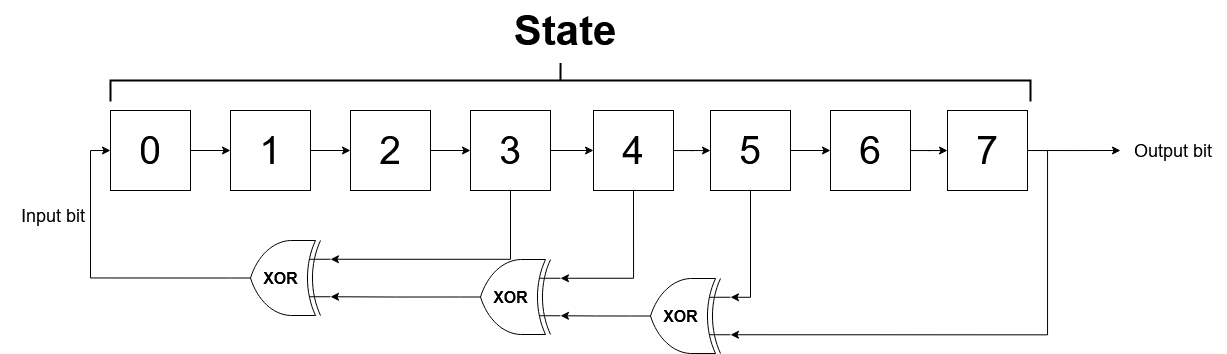 State
0 1 2 3 4 5 6 7
Output bit
Input bit
XOR
XOR
XOR